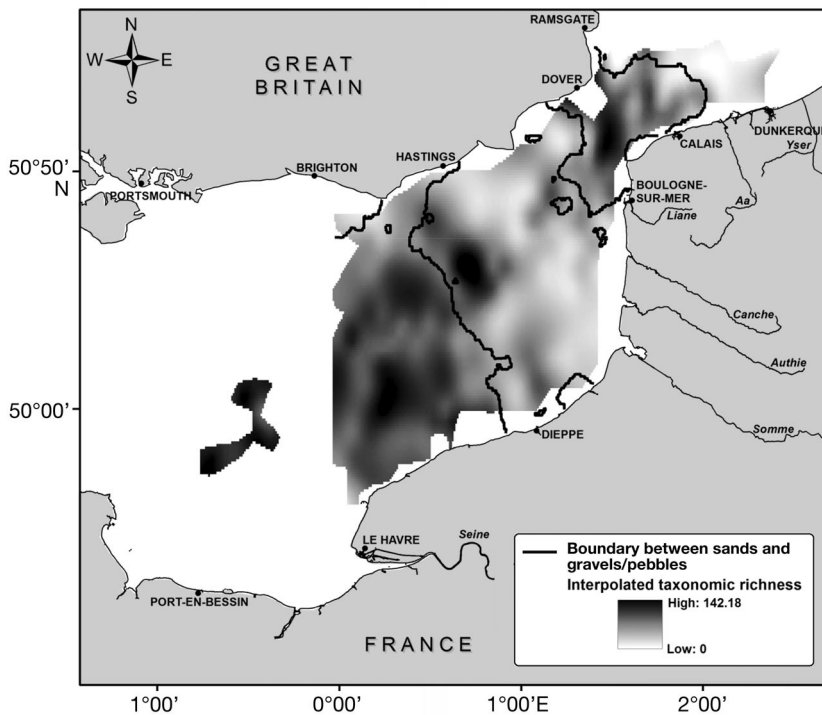 N
W E
S
RAMSGATE
GREAT
BRITAIN
DOVER
DUNKERQUE
CALAIS
Yser
HASTINGS
BRIGHTON
50°50'
N
PORTSMOUTH
BOULOGNE-
SUR-MER
Aa
Liane
Canche
Authie
50°00'
Somme
DIEPPE
LE HAVRE
Seine
PORT-EN-BESSIN
FRANCE
Boundary between sands and
gravels/pebbles
Interpolated taxonomic richness
High: 142.18
Low: 0
1°00' 0°00' 1°00'E 2°00'